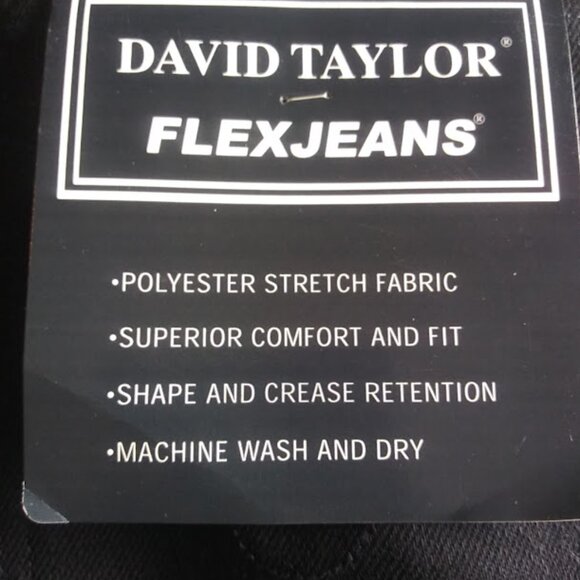 DAVID TAYLOR®
FLEXJEANS®
•POLYESTER STRETCH FABRIC
•SUPERIOR COMFORT AND FIT
•SHAPE AND CREASE RETENTION
•MACHINE WASH AND DRY